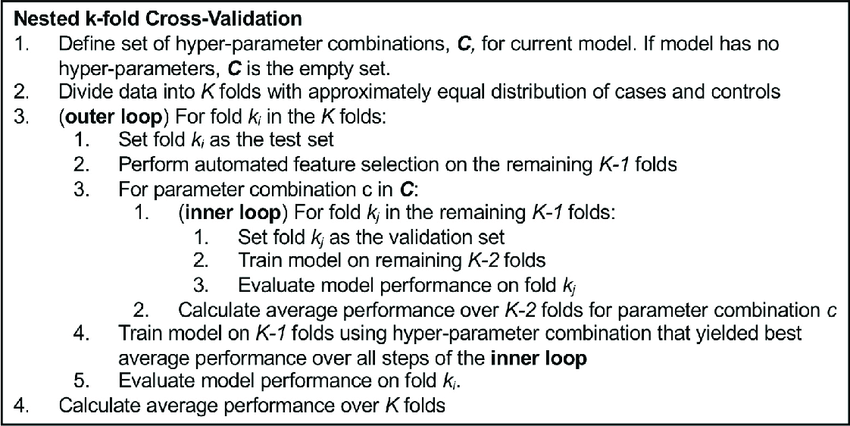 Nested k-fold Cross-Validation
1. Define set of hyper-parameter combinations, C, for current model. If model has no
hyper-parameters, C is the empty set.
2. Divide data into K folds with approximately equal distribution of cases and controls
3. (outer loop) For fold ki in the K folds:
1. Set fold ki as the test set
2. Perform automated feature selection on the remaining K-1 folds
3. For parameter combination c in C:
1. (inner loop) For fold kj in the remaining K-1 folds:
1. Set fold kj as the validation set
2. Train model on remaining K-2 folds
3. Evaluate model performance on fold kj
2. Calculate average performance over K-2 folds for parameter combination c
4. Train model on K-1 folds using hyper-parameter combination that yielded best
average performance over all steps of the inner loop
5. Evaluate model performance on fold ki.
4. Calculate average performance over K folds